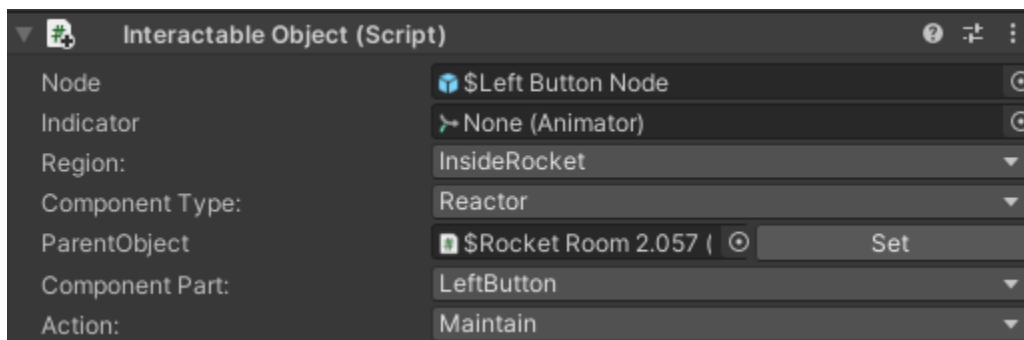 Interactable Object (Script)
Node $Left Button Node
Indicator None (Animator)
Region: InsideRocket
Component Type: Reactor
ParentObject $Rocket Room 2.057 ( Set
Component Part: LeftButton
Action: Maintain